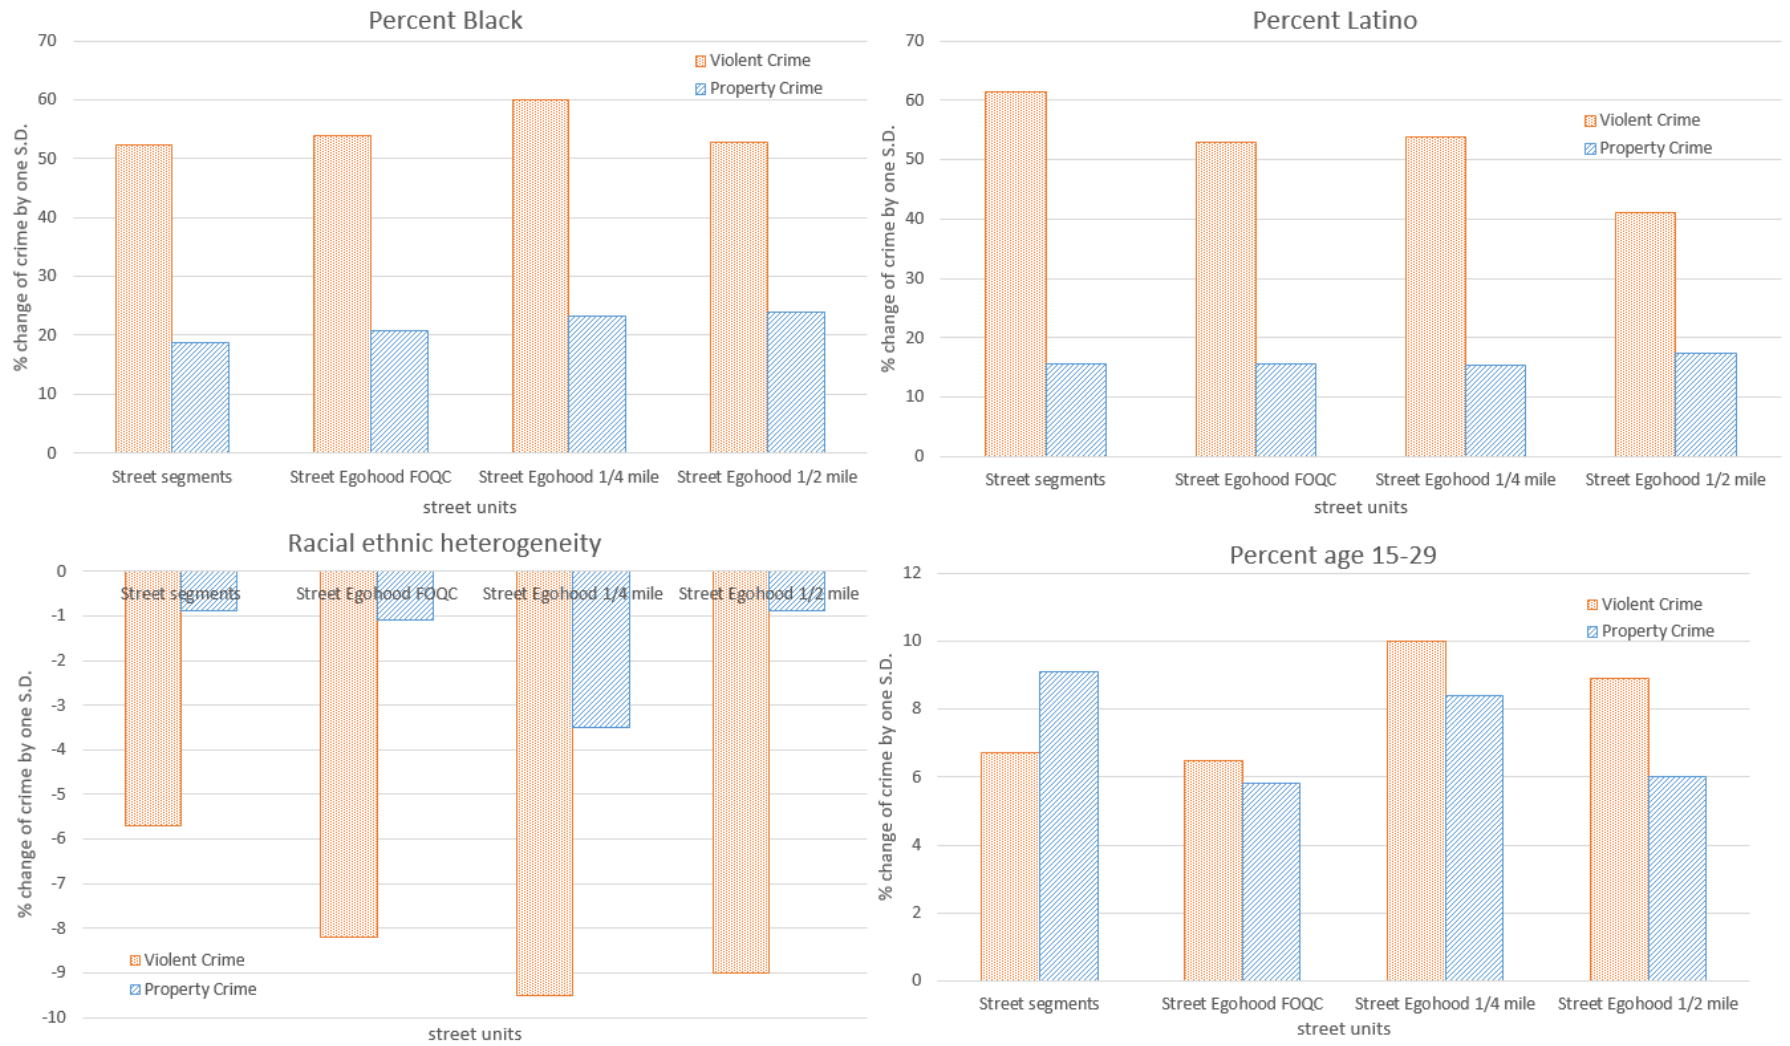 Percent Black
70
60
50
40
30
20
10
0
% change of crime by one S.D.
Violent Crime
Property Crime
Street segments Street Egohood FOQC Street Egohood 1/4 mile Street Egohood 1/2 mile
street units
Percent Latino
70
60
50
40
30
20
10
0
% change of crime by one S.D.
Violent Crime
Property Crime
Street segments Street Egohood FOQC Street Egohood 1/4 mile Street Egohood 1/2 mile
street units
Racial ethnic heterogeneity
0
-1
-2
-3
-4
-5
-6
-7
-8
-9
-10
% change of crime by one S.D.
Street segments Street Egohood FOQC Street Egohood 1/4 mile Street Egohood 1/2 mile
Violent Crime
Property Crime
street units
Percent age 15-29
12
10
8
6
4
2
0
% change of crime by one S.D.
Violent Crime
Property Crime
Street segments Street Egohood FOQC Street Egohood 1/4 mile Street Egohood 1/2 mile
street units